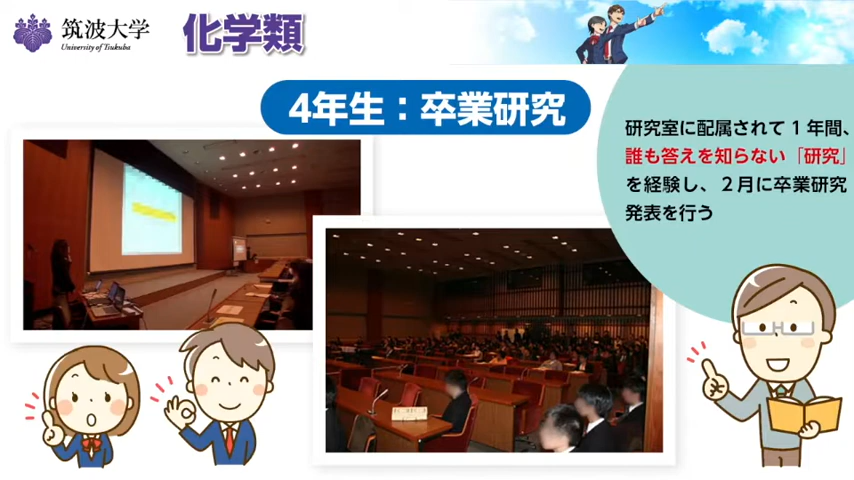 筑波大学
University of Tsukuba
化学類
4年生：卒業研究
研究室に配属されて１年間、
誰も答えを知らない「研究」
を経験し、２月に卒業研究
発表を行う